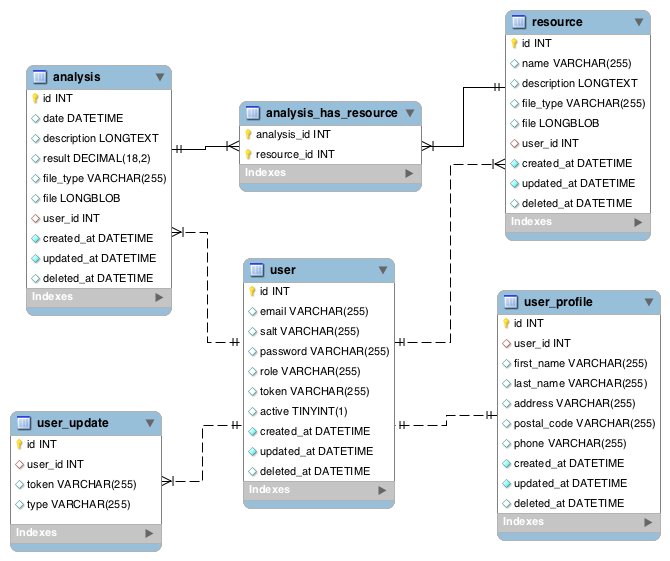 analysis
id INT
date DATETIME
description LONGTEXT
result DECIMAL(18,2)
file_type VARCHAR(255)
file LONGBLOB
user_id INT
created_at DATETIME
updated_at DATETIME
deleted_at DATETIME
Indexes
analysis_has_resource
analysis_id INT
resource_id INT
Indexes
resource
id INT
name VARCHAR(255)
description LONGTEXT
file_type VARCHAR(255)
file LONGBLOB
user_id INT
created_at DATETIME
updated_at DATETIME
deleted_at DATETIME
Indexes
user
id INT
email VARCHAR(255)
salt VARCHAR(255)
password VARCHAR(255)
role VARCHAR(255)
token VARCHAR(255)
active TINYINT(1)
created_at DATETIME
updated_at DATETIME
deleted_at DATETIME
Indexes
user_profile
id INT
user_id INT
first_name VARCHAR(255)
last_name VARCHAR(255)
address VARCHAR(255)
postal_code VARCHAR(255)
phone VARCHAR(255)
created_at DATETIME
updated_at DATETIME
deleted_at DATETIME
Indexes
user_update
id INT
user_id INT
token VARCHAR(255)
type VARCHAR(255)
Indexes